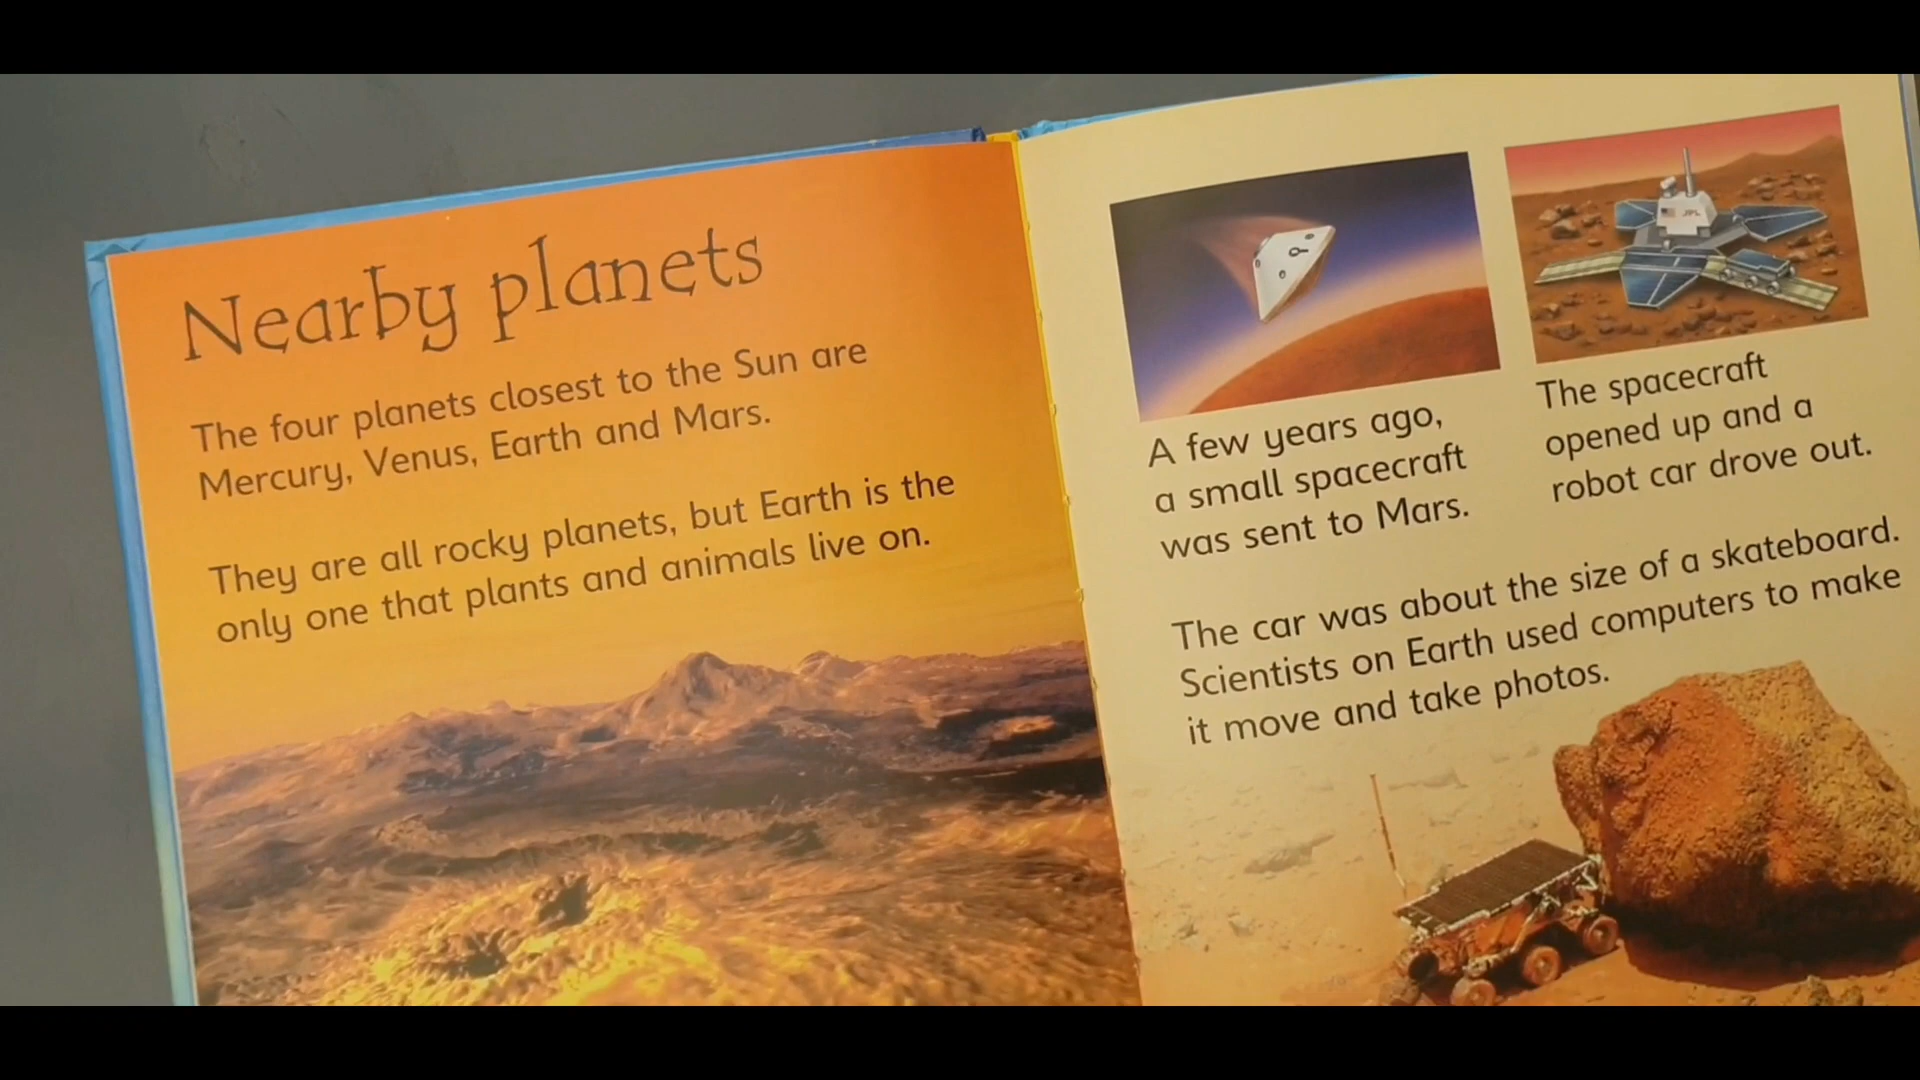 Nearby planets
The four planets closest to the Sun are
Mercury, Venus, Earth and Mars.
They are all rocky planets, but Earth is the
only one that plants and animals live on.
JPL
A few years ago,
a small spacecraft
was sent to Mars.
The spacecraft
opened up and a
robot car drove out.
The car was about the size of a skateboard.
Scientists on Earth used computers to make
it move and take photos.